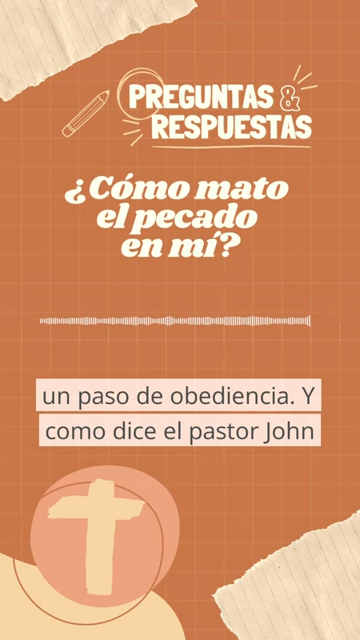 PREGUNTAS &
RESPUESTAS
¿Cómo mato
el pecado
en mí?
un paso de obediencia. Y
como dice el pastor John